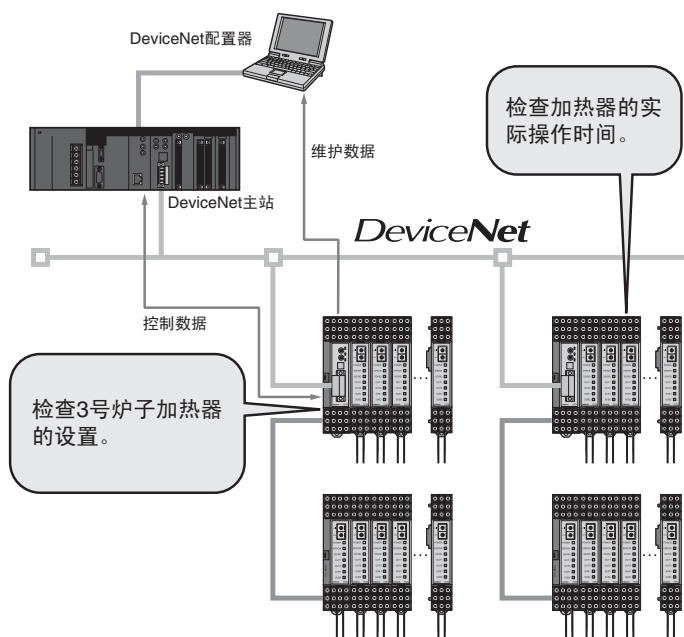 DeviceNet配置器
检查加热器的实
际操作时间。
维护数据
DeviceNet主站
DeviceNet
控制数据
检查3号炉子加热器
的设置。